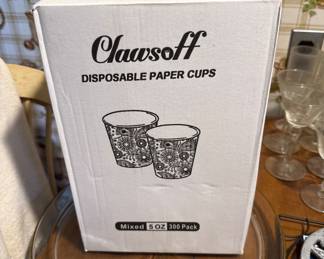 Clawsoff
DISPOSABLE PAPER CUPS
Mixed 5 OZ 300 Pack